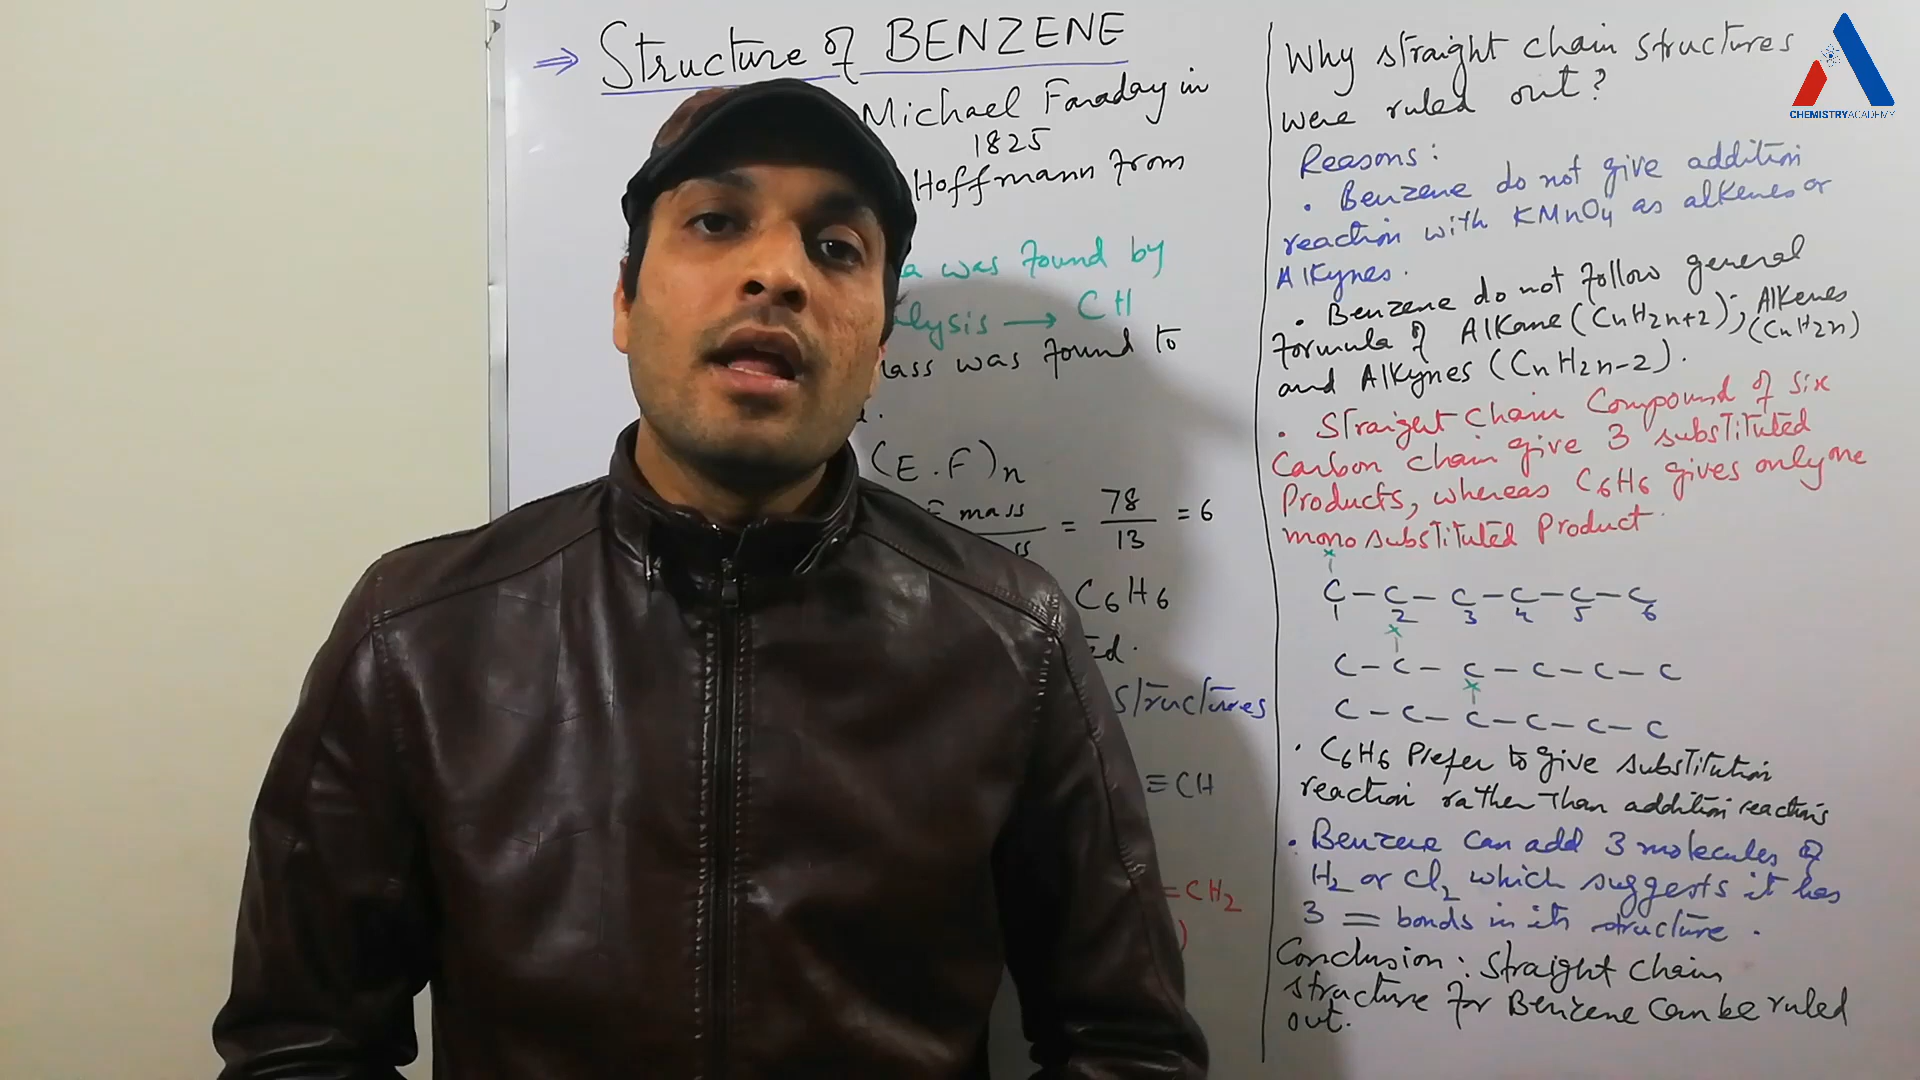 ⇒ Structure of BENZENE
Michael Faraday in
1825
Hoffmann from
was found by
→ CH
was found to
(E.F)n
mass
= 78/13 = 6
C6H6
structures
≡CH
=CH2
)
Why straight chain structures
were ruled out?
Reasons:
• Benzene do not give addition
reaction with KMnO4 as alkenes or
Alkynes.
• Benzene do not follow general
formula of Alkane (CnH2n+2); Alkenes
(CnH2n)
and Alkynes (CnH2n-2).
• Straight chain Compound of six
Carbon chain give 3 substituted
Products, whereas C6H6 gives only one
mono substituted Product.
x
C - C - C - C - C - C
1 2 3 4 5 6
x
C - C - C - C - C - C
x
C - C - C - C - C - C
• C6H6 Prefer to give substitution
reaction rather than addition reactions
• Benzene can add 3 molecules of
H2 or Cl2 which suggests it has
3 = bonds in its structure.
Conclusion: Straight chain
structure for Benzene can be ruled
out.
CHEMISTRYACADEMY